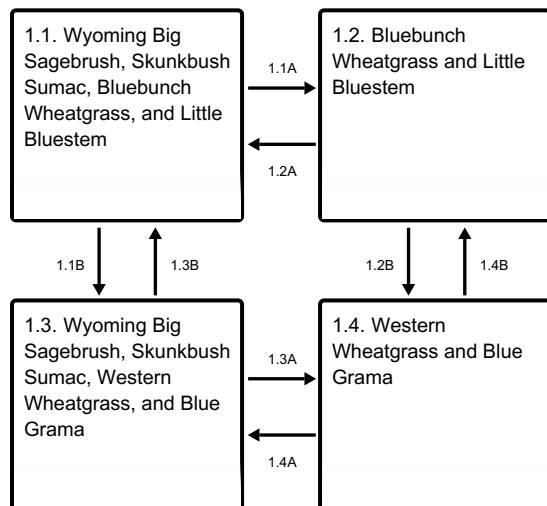 1.1. Wyoming Big
Sagebrush, Skunkbush
Sumac, Bluebunch
Wheatgrass, and Little
Bluestem
1.1A
1.2A
1.2. Bluebunch
Wheatgrass and Little
Bluestem
1.1B
1.3B
1.2B
1.4B
1.3. Wyoming Big
Sagebrush, Skunkbush
Sumac, Western
Wheatgrass, and Blue
Grama
1.3A
1.4A
1.4. Western
Wheatgrass and Blue
Grama